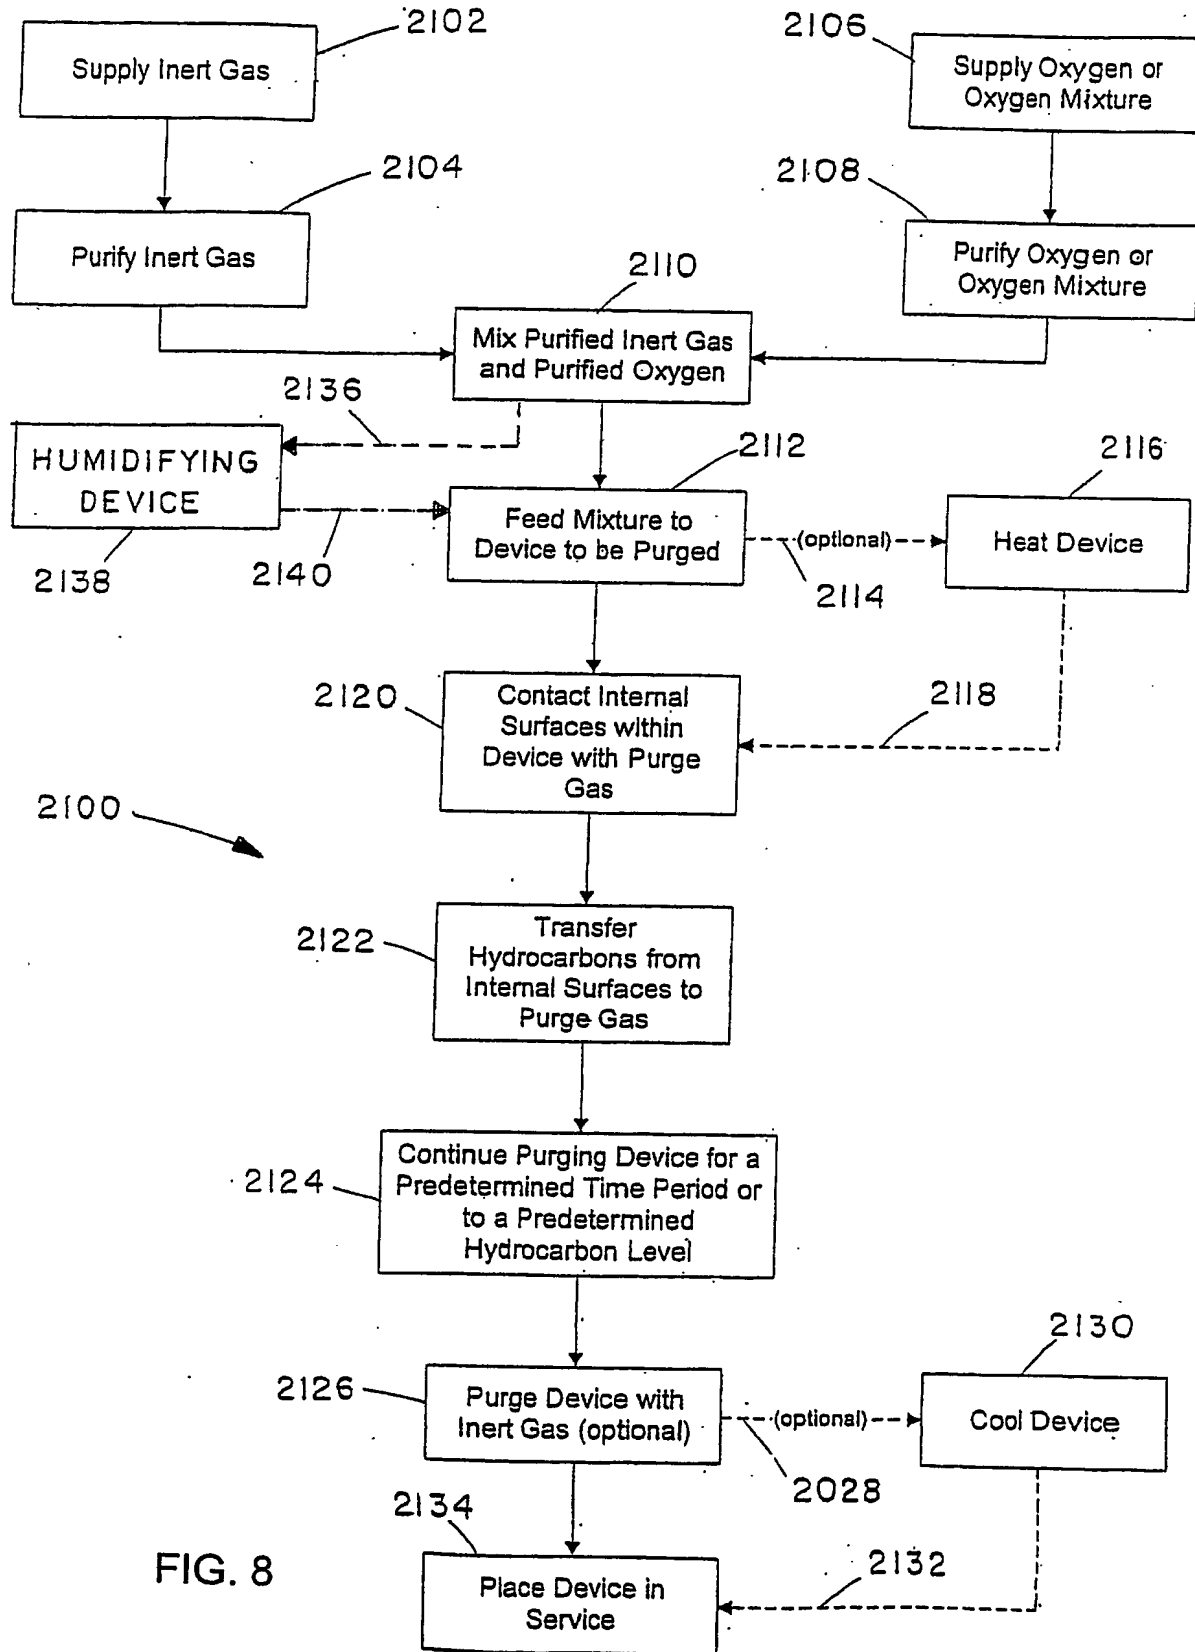 2102
2106
Supply Inert Gas
Supply Oxygen or
Oxygen Mixture
2104
2108
Purify Inert Gas
Purify Oxygen or
Oxygen Mixture
2110
Mix Purified Inert Gas
and Purified Oxygen
2136
HUMIDIFYING
DEVICE
2138
2140
2112
Feed Mixture to
Device to be Purged
(optional)
2114
2116
Heat Device
2118
2120
Contact Internal
Surfaces within
Device with Purge
Gas
2100
2122
Transfer
Hydrocarbons from
Internal Surfaces to
Purge Gas
2124
Continue Purging Device for a
Predetermined Time Period or
to a Predetermined
Hydrocarbon Level
2126
Purge Device with
Inert Gas (optional)
(optional)
2028
2130
Cool Device
2132
2134
Place Device in
Service
FIG. 8